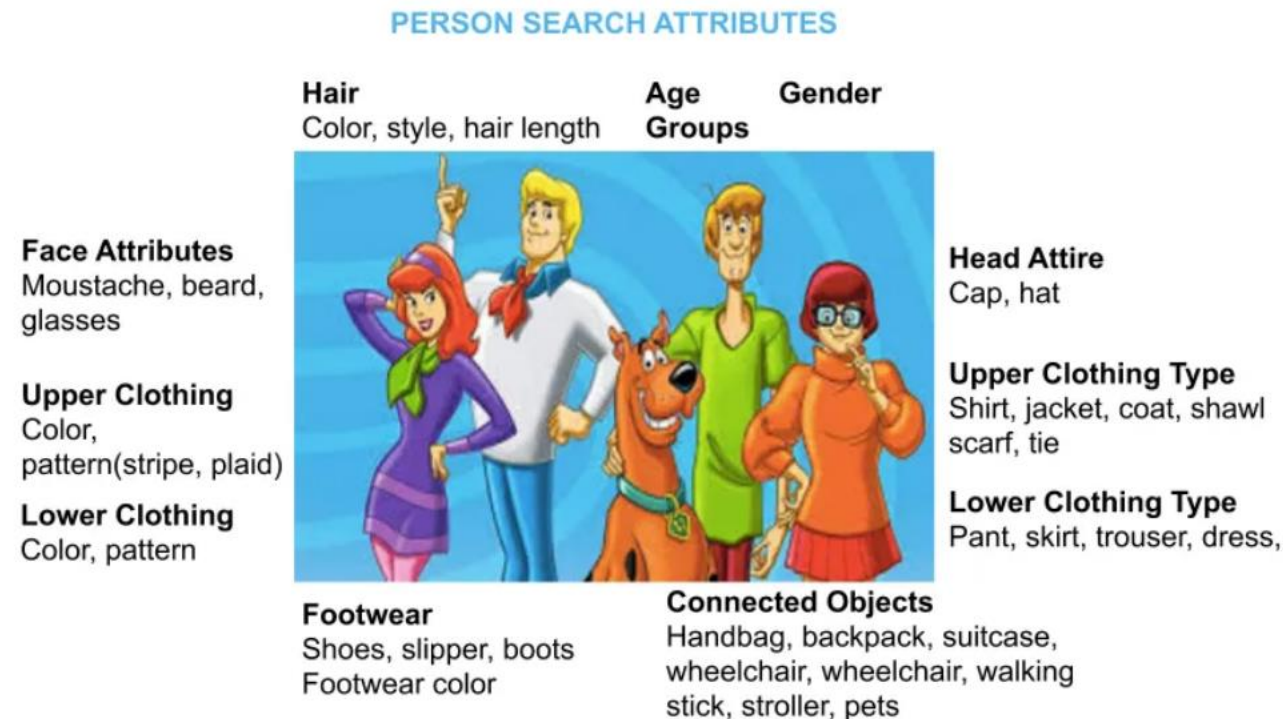 PERSON SEARCH ATTRIBUTES
Hair
Color, style, hair length
Age
Groups
Gender
Face Attributes
Moustache, beard,
glasses
Upper Clothing
Color,
pattern(stripe, plaid)
Lower Clothing
Color, pattern
Head Attire
Cap, hat
Upper Clothing Type
Shirt, jacket, coat, shawl
scarf, tie
Lower Clothing Type
Pant, skirt, trouser, dress,
Footwear
Shoes, slipper, boots
Footwear color
Connected Objects
Handbag, backpack, suitcase,
wheelchair, wheelchair, walking
stick, stroller, pets